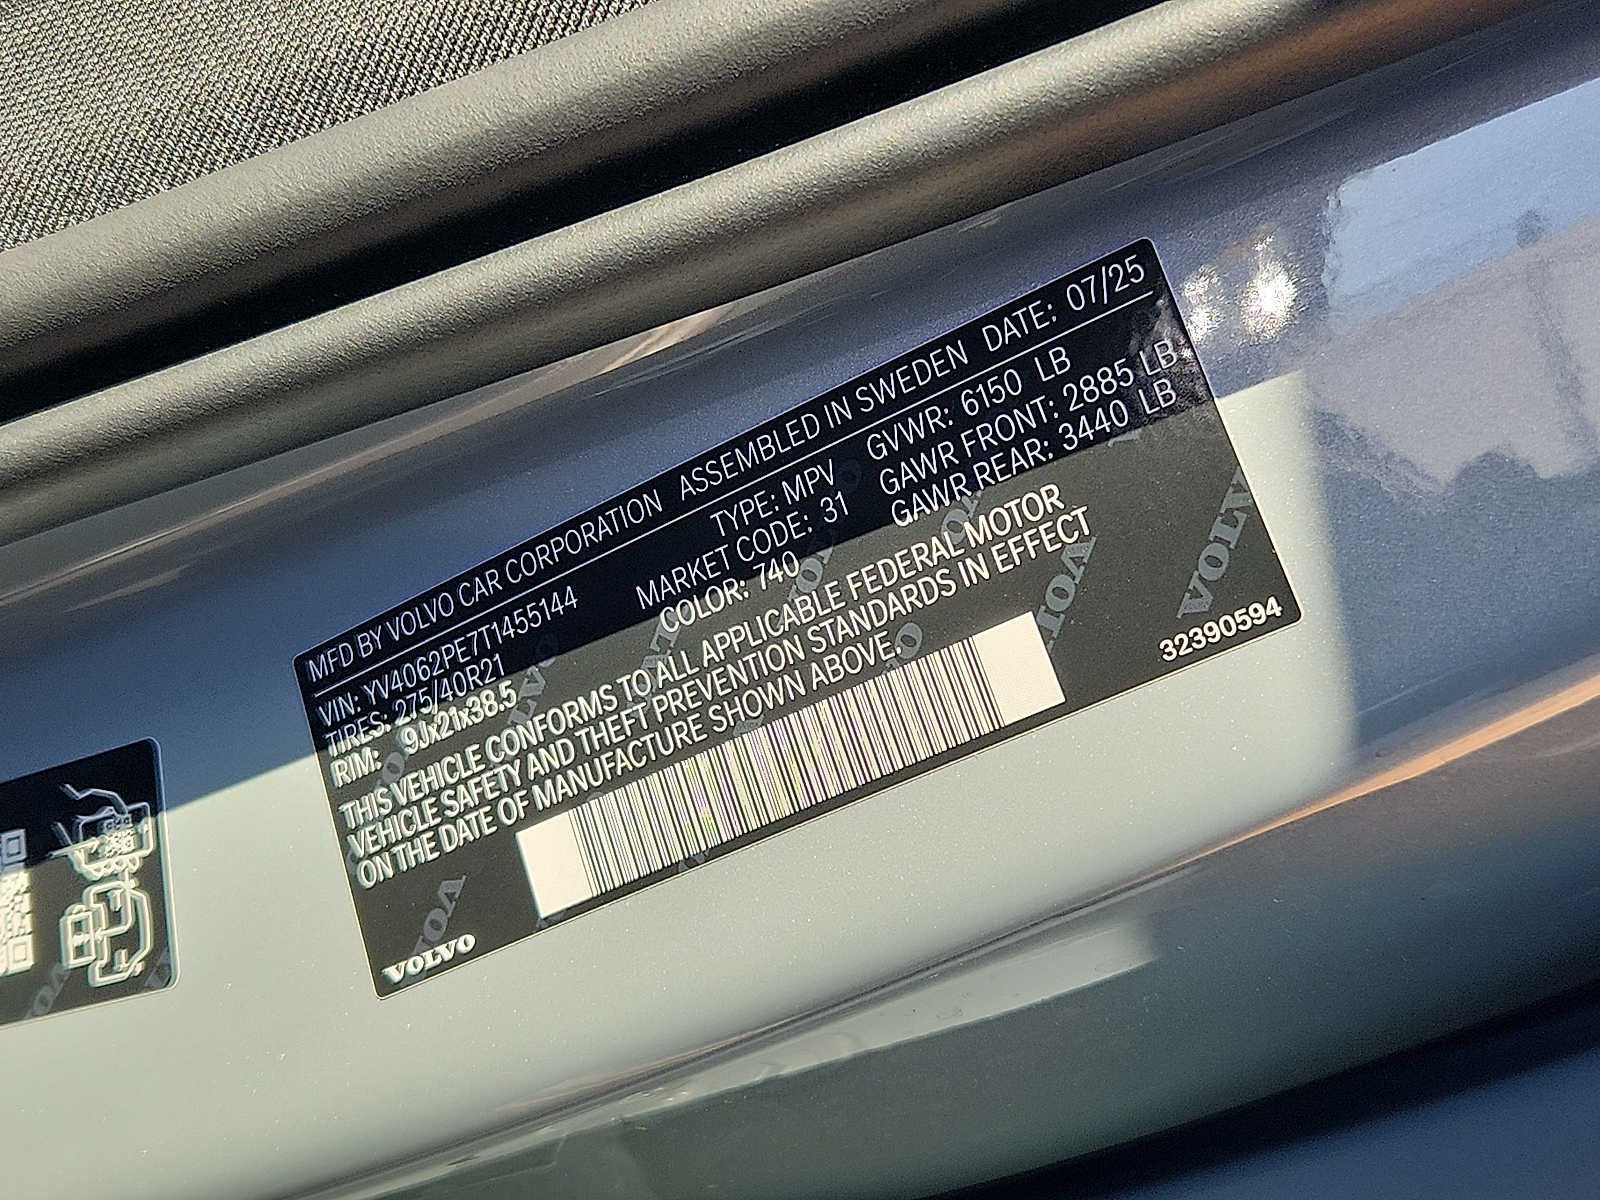 MFD BY VOLVO CAR CORPORATION ASSEMBLED IN SWEDEN DATE: 07/25
VIN: YV4062PE7T1455144 TYPE: MPV GVWR: 6150 LB
TIRES: 275/40R21 MARKET CODE: 31 GAWR FRONT: 2885 LB
RIM: 9Jx21x38.5 COLOR: 740 GAWR REAR: 3440 LB
THIS VEHICLE CONFORMS TO ALL APPLICABLE FEDERAL MOTOR
VEHICLE SAFETY AND THEFT PREVENTION STANDARDS IN EFFECT
ON THE DATE OF MANUFACTURE SHOWN ABOVE.
VOLVO
32390594